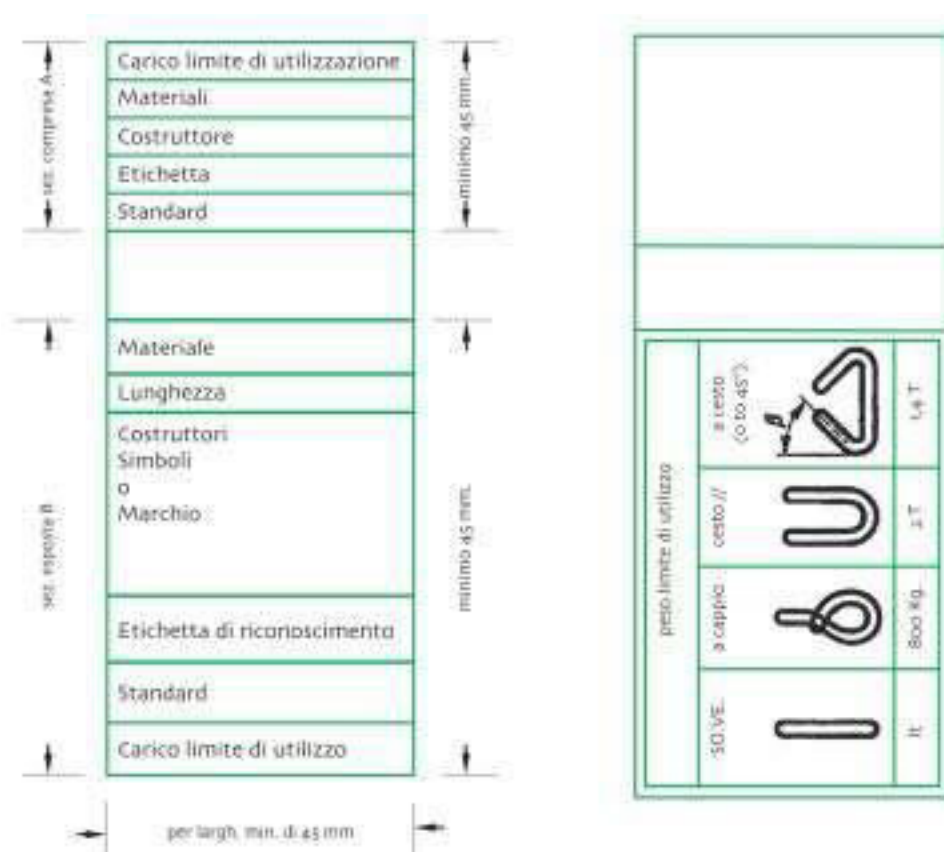 Carico limite di utilizzazione
Materiali
Costruttore
Etichetta
Standard
sez. compresa A
minimo 45 mm.
Materiale
Lunghezza
Costruttori
Simboli
o
Marchio
Etichetta di riconoscimento
Standard
Carico limite di utilizzo
sez. esposte B
minimo 45 mm.
per largh. min. di 45 mm
peso limite di utilizzo
a cesto
(0 to 45°).
β
1,4 T
cesto //
2 T
a cappio
800 Kg.
SO.VE.
1t